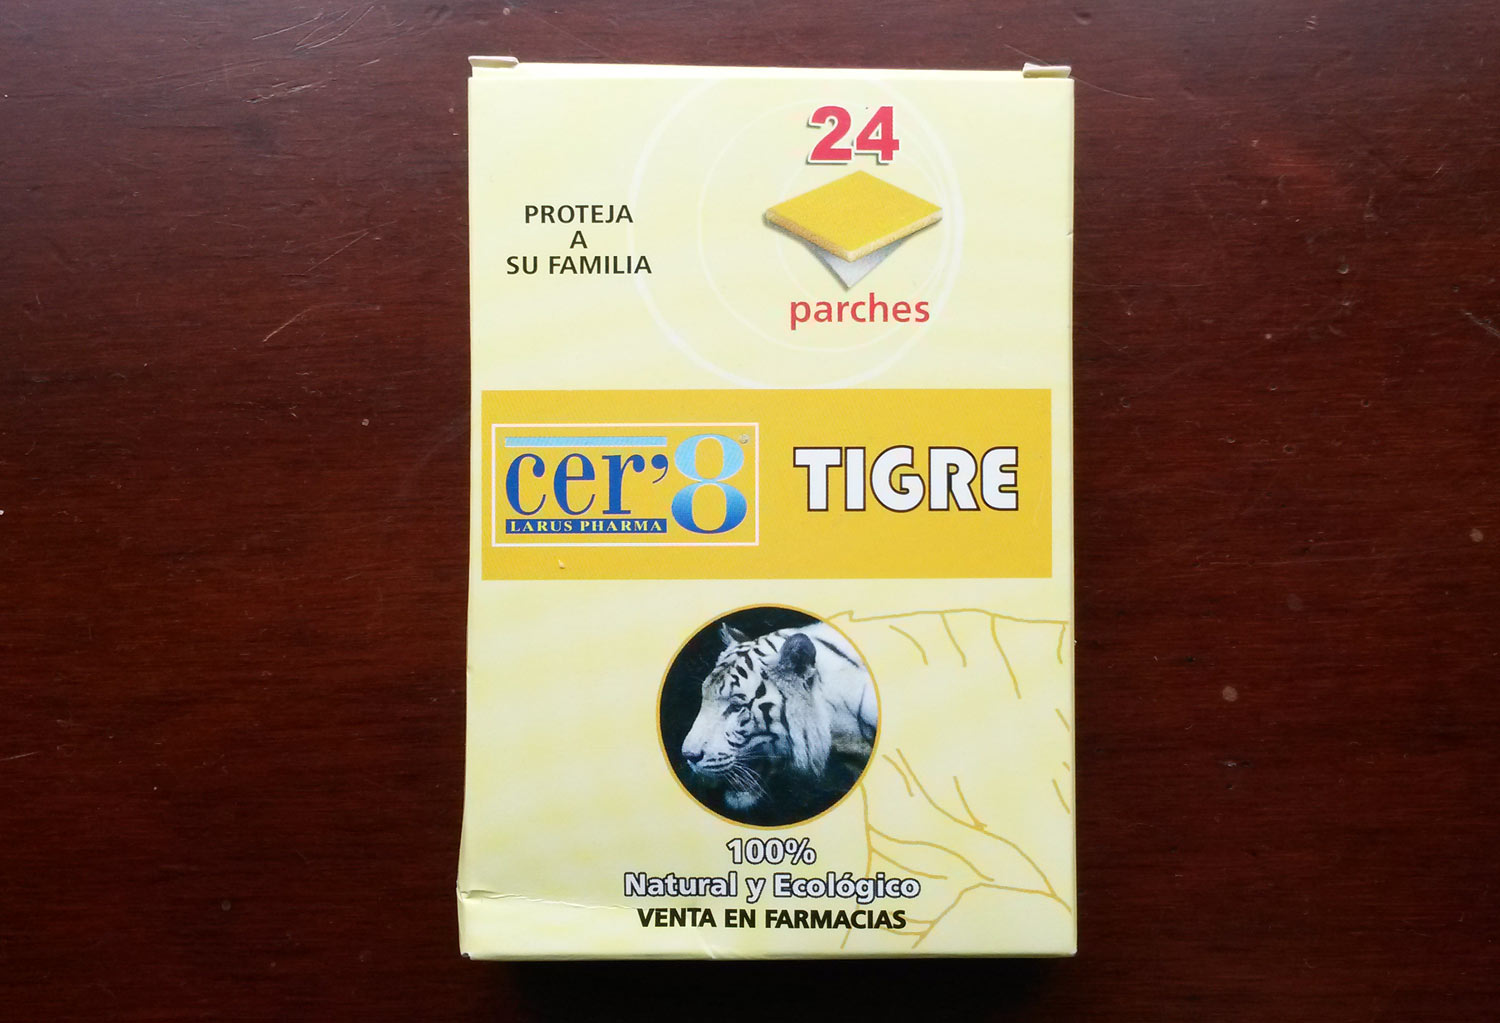 24
PROTEJA
A
SU FAMILIA
parches
cer'8®
LARUS PHARMA
TIGRE
100%
Natural y Ecológico
VENTA EN FARMACIAS